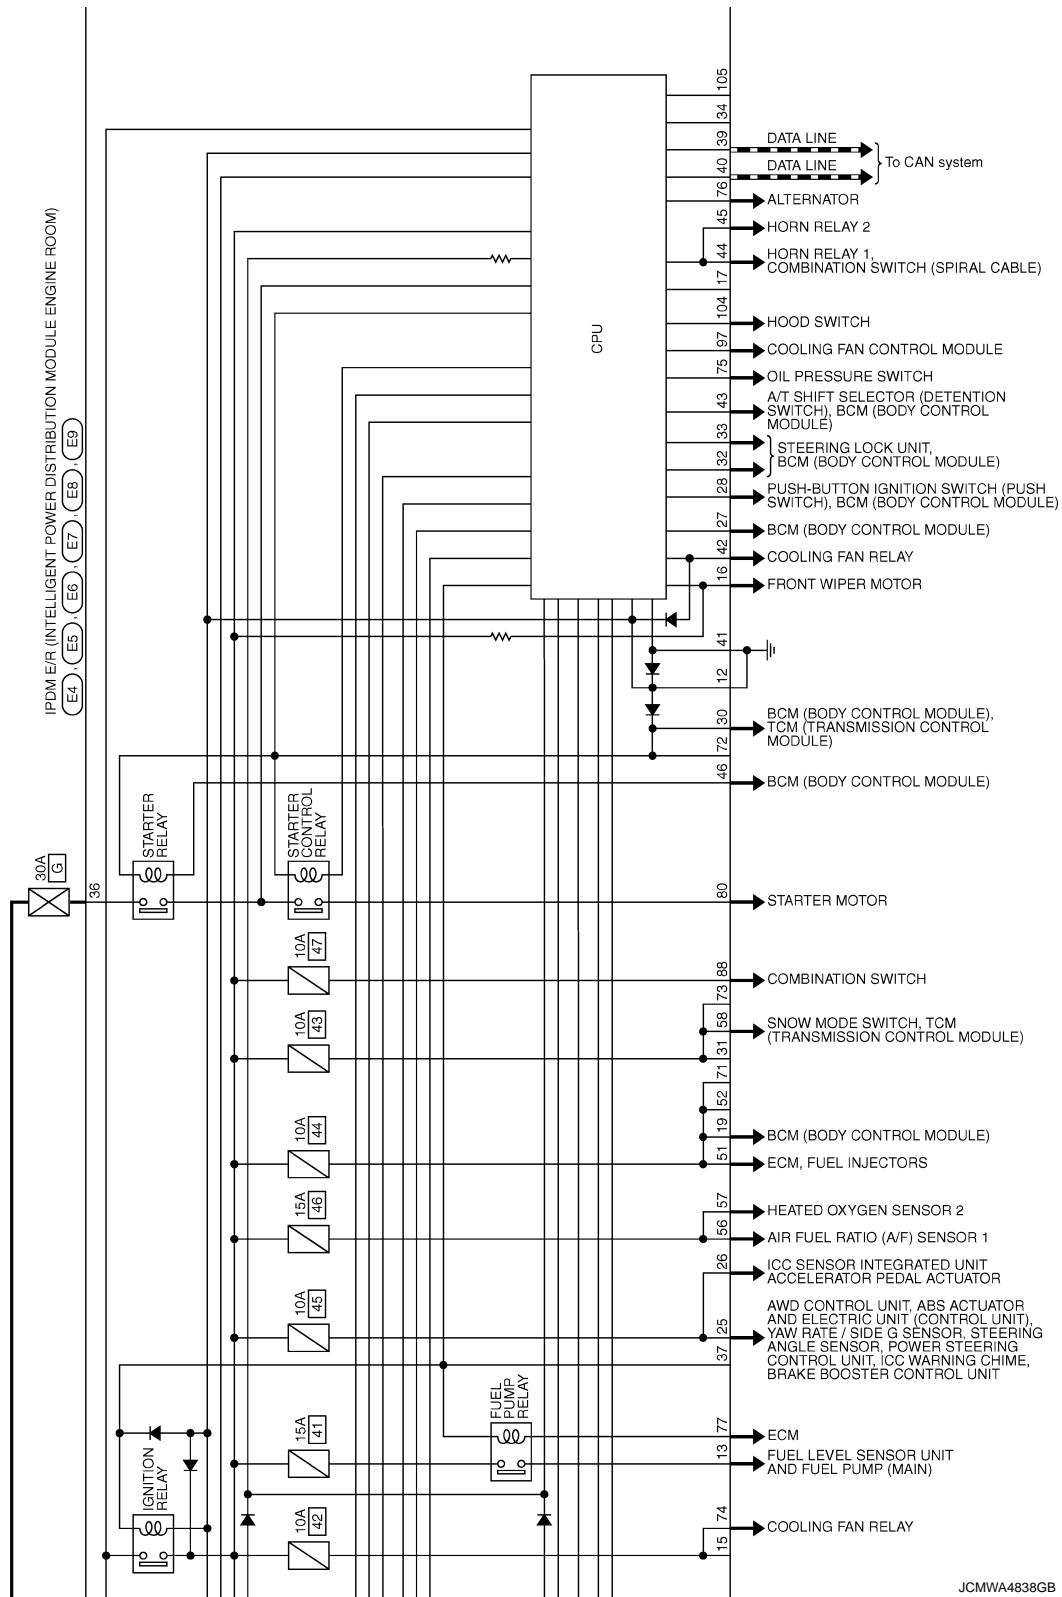 IPDM E/R (INTELLIGENT POWER DISTRIBUTION MODULE ENGINE ROOM)
E4 , E5 , E6 , E7 , E8 , E9
CPU
105
34
39
DATA LINE
40
DATA LINE
To CAN system
76
ALTERNATOR
45
HORN RELAY 2
44
HORN RELAY 1,
COMBINATION SWITCH (SPIRAL CABLE)
17
104
HOOD SWITCH
97
COOLING FAN CONTROL MODULE
75
OIL PRESSURE SWITCH
43
A/T SHIFT SELECTOR (DETENTION
SWITCH), BCM (BODY CONTROL
MODULE)
33
32
STEERING LOCK UNIT,
BCM (BODY CONTROL MODULE)
28
PUSH-BUTTON IGNITION SWITCH (PUSH
SWITCH), BCM (BODY CONTROL MODULE)
27
BCM (BODY CONTROL MODULE)
42
COOLING FAN RELAY
16
FRONT WIPER MOTOR
41
12
30
BCM (BODY CONTROL MODULE),
TCM (TRANSMISSION CONTROL
MODULE)
72
46
BCM (BODY CONTROL MODULE)
STARTER
RELAY
STARTER
CONTROL
RELAY
30A
G
36
80
STARTER MOTOR
10A
47
88
COMBINATION SWITCH
73
10A
43
58
SNOW MODE SWITCH, TCM
(TRANSMISSION CONTROL MODULE)
31
71
52
10A
44
19
BCM (BODY CONTROL MODULE)
51
ECM, FUEL INJECTORS
15A
46
57
HEATED OXYGEN SENSOR 2
56
AIR FUEL RATIO (A/F) SENSOR 1
26
ICC SENSOR INTEGRATED UNIT
ACCELERATOR PEDAL ACTUATOR
10A
45
25
AWD CONTROL UNIT, ABS ACTUATOR
AND ELECTRIC UNIT (CONTROL UNIT),
YAW RATE / SIDE G SENSOR, STEERING
ANGLE SENSOR, POWER STEERING
CONTROL UNIT, ICC WARNING CHIME,
BRAKE BOOSTER CONTROL UNIT
37
FUEL
PUMP
RELAY
15A
41
77
ECM
13
FUEL LEVEL SENSOR UNIT
AND FUEL PUMP (MAIN)
IGNITION
RELAY
10A
42
74
COOLING FAN RELAY
15
JCMWA4838GB